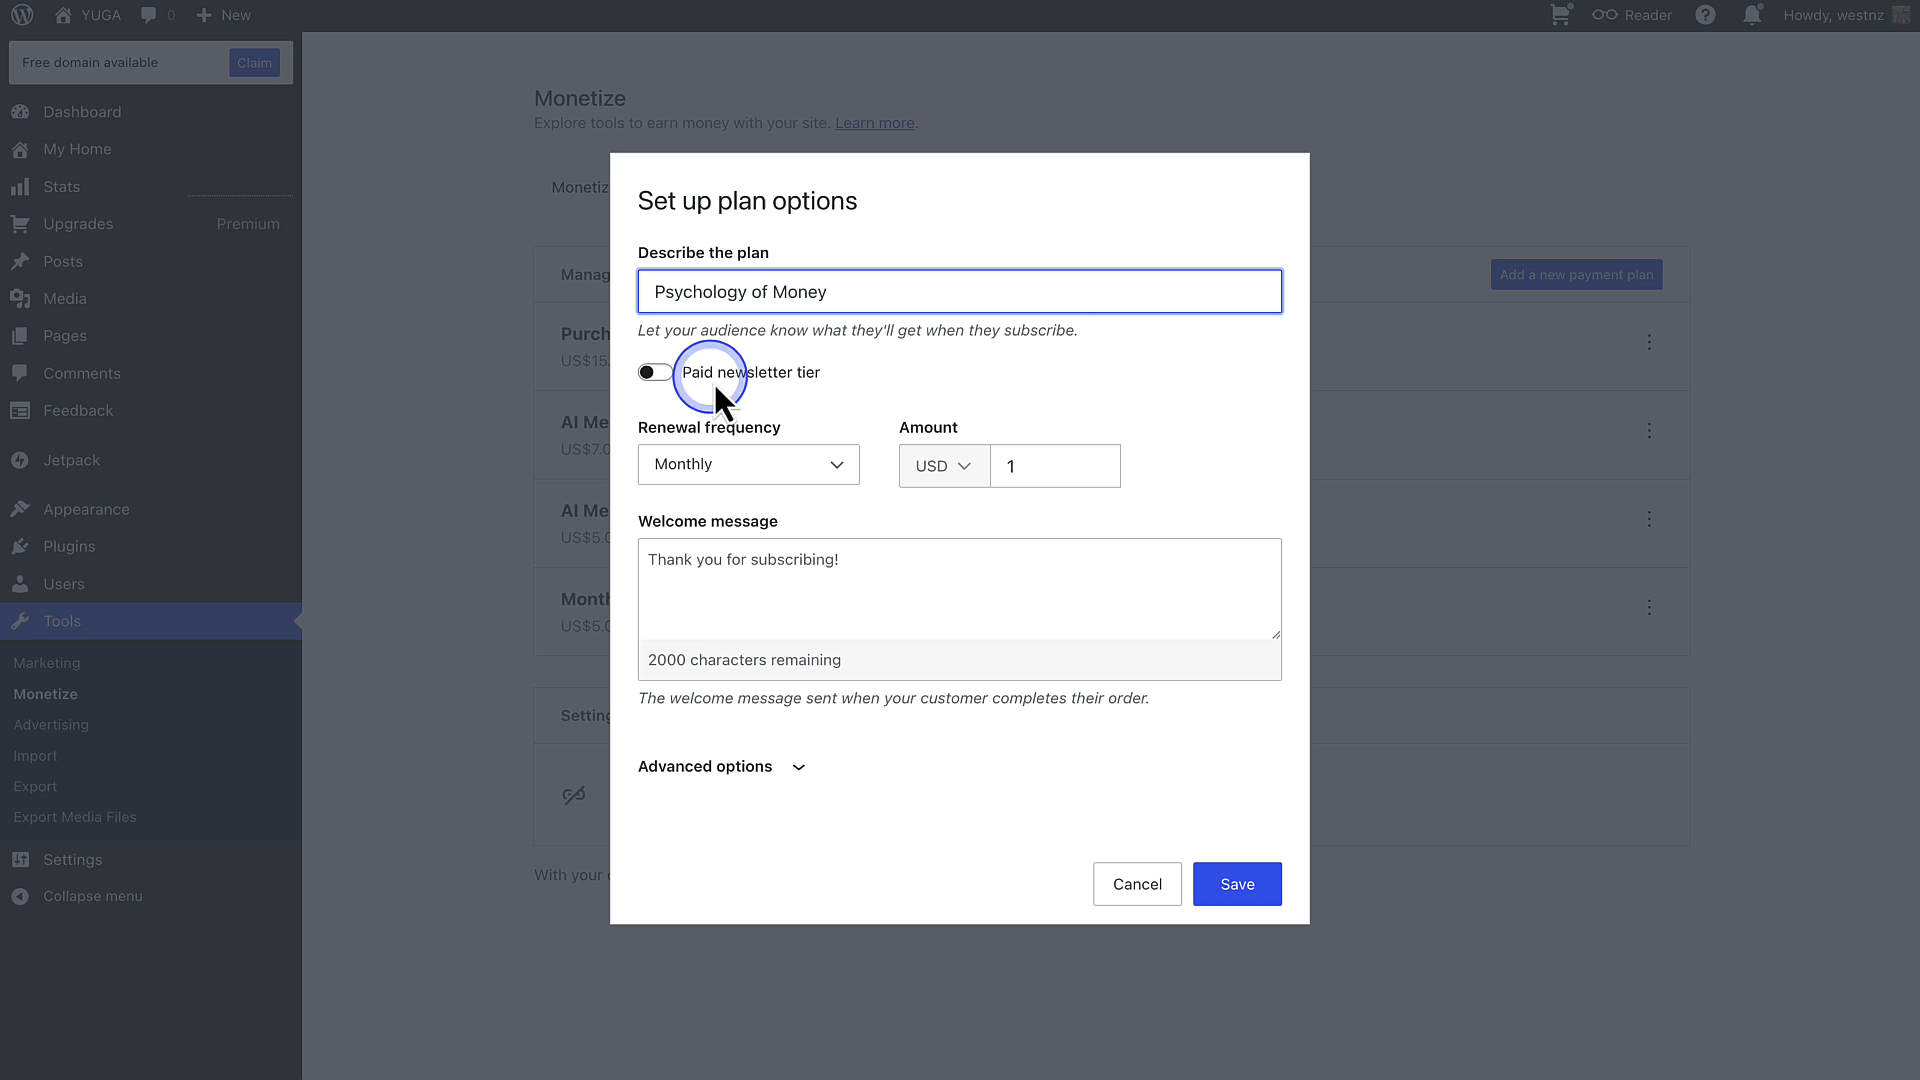 YUGA
0
New
Reader
Howdy, westnz
Free domain available
Claim
Dashboard
My Home
Stats
Upgrades
Premium
Posts
Media
Pages
Comments
Feedback
Jetpack
Appearance
Plugins
Users
Tools
Marketing
Monetize
Advertising
Import
Export
Export Media Files
Settings
Collapse menu
Monetize
Explore tools to earn money with your site. Learn more.
Monetiz
Manag
Add a new payment plan
Purch
US$15.
AI Me
US$7.0
AI Me
US$5.0
Month
US$5.0
Setting
With your
Set up plan options
Describe the plan
Psychology of Money
Let your audience know what they'll get when they subscribe.
Paid newsletter tier
Renewal frequency
Amount
Monthly
USD
1
Welcome message
Thank you for subscribing!
2000 characters remaining
The welcome message sent when your customer completes their order.
Advanced options
Cancel
Save